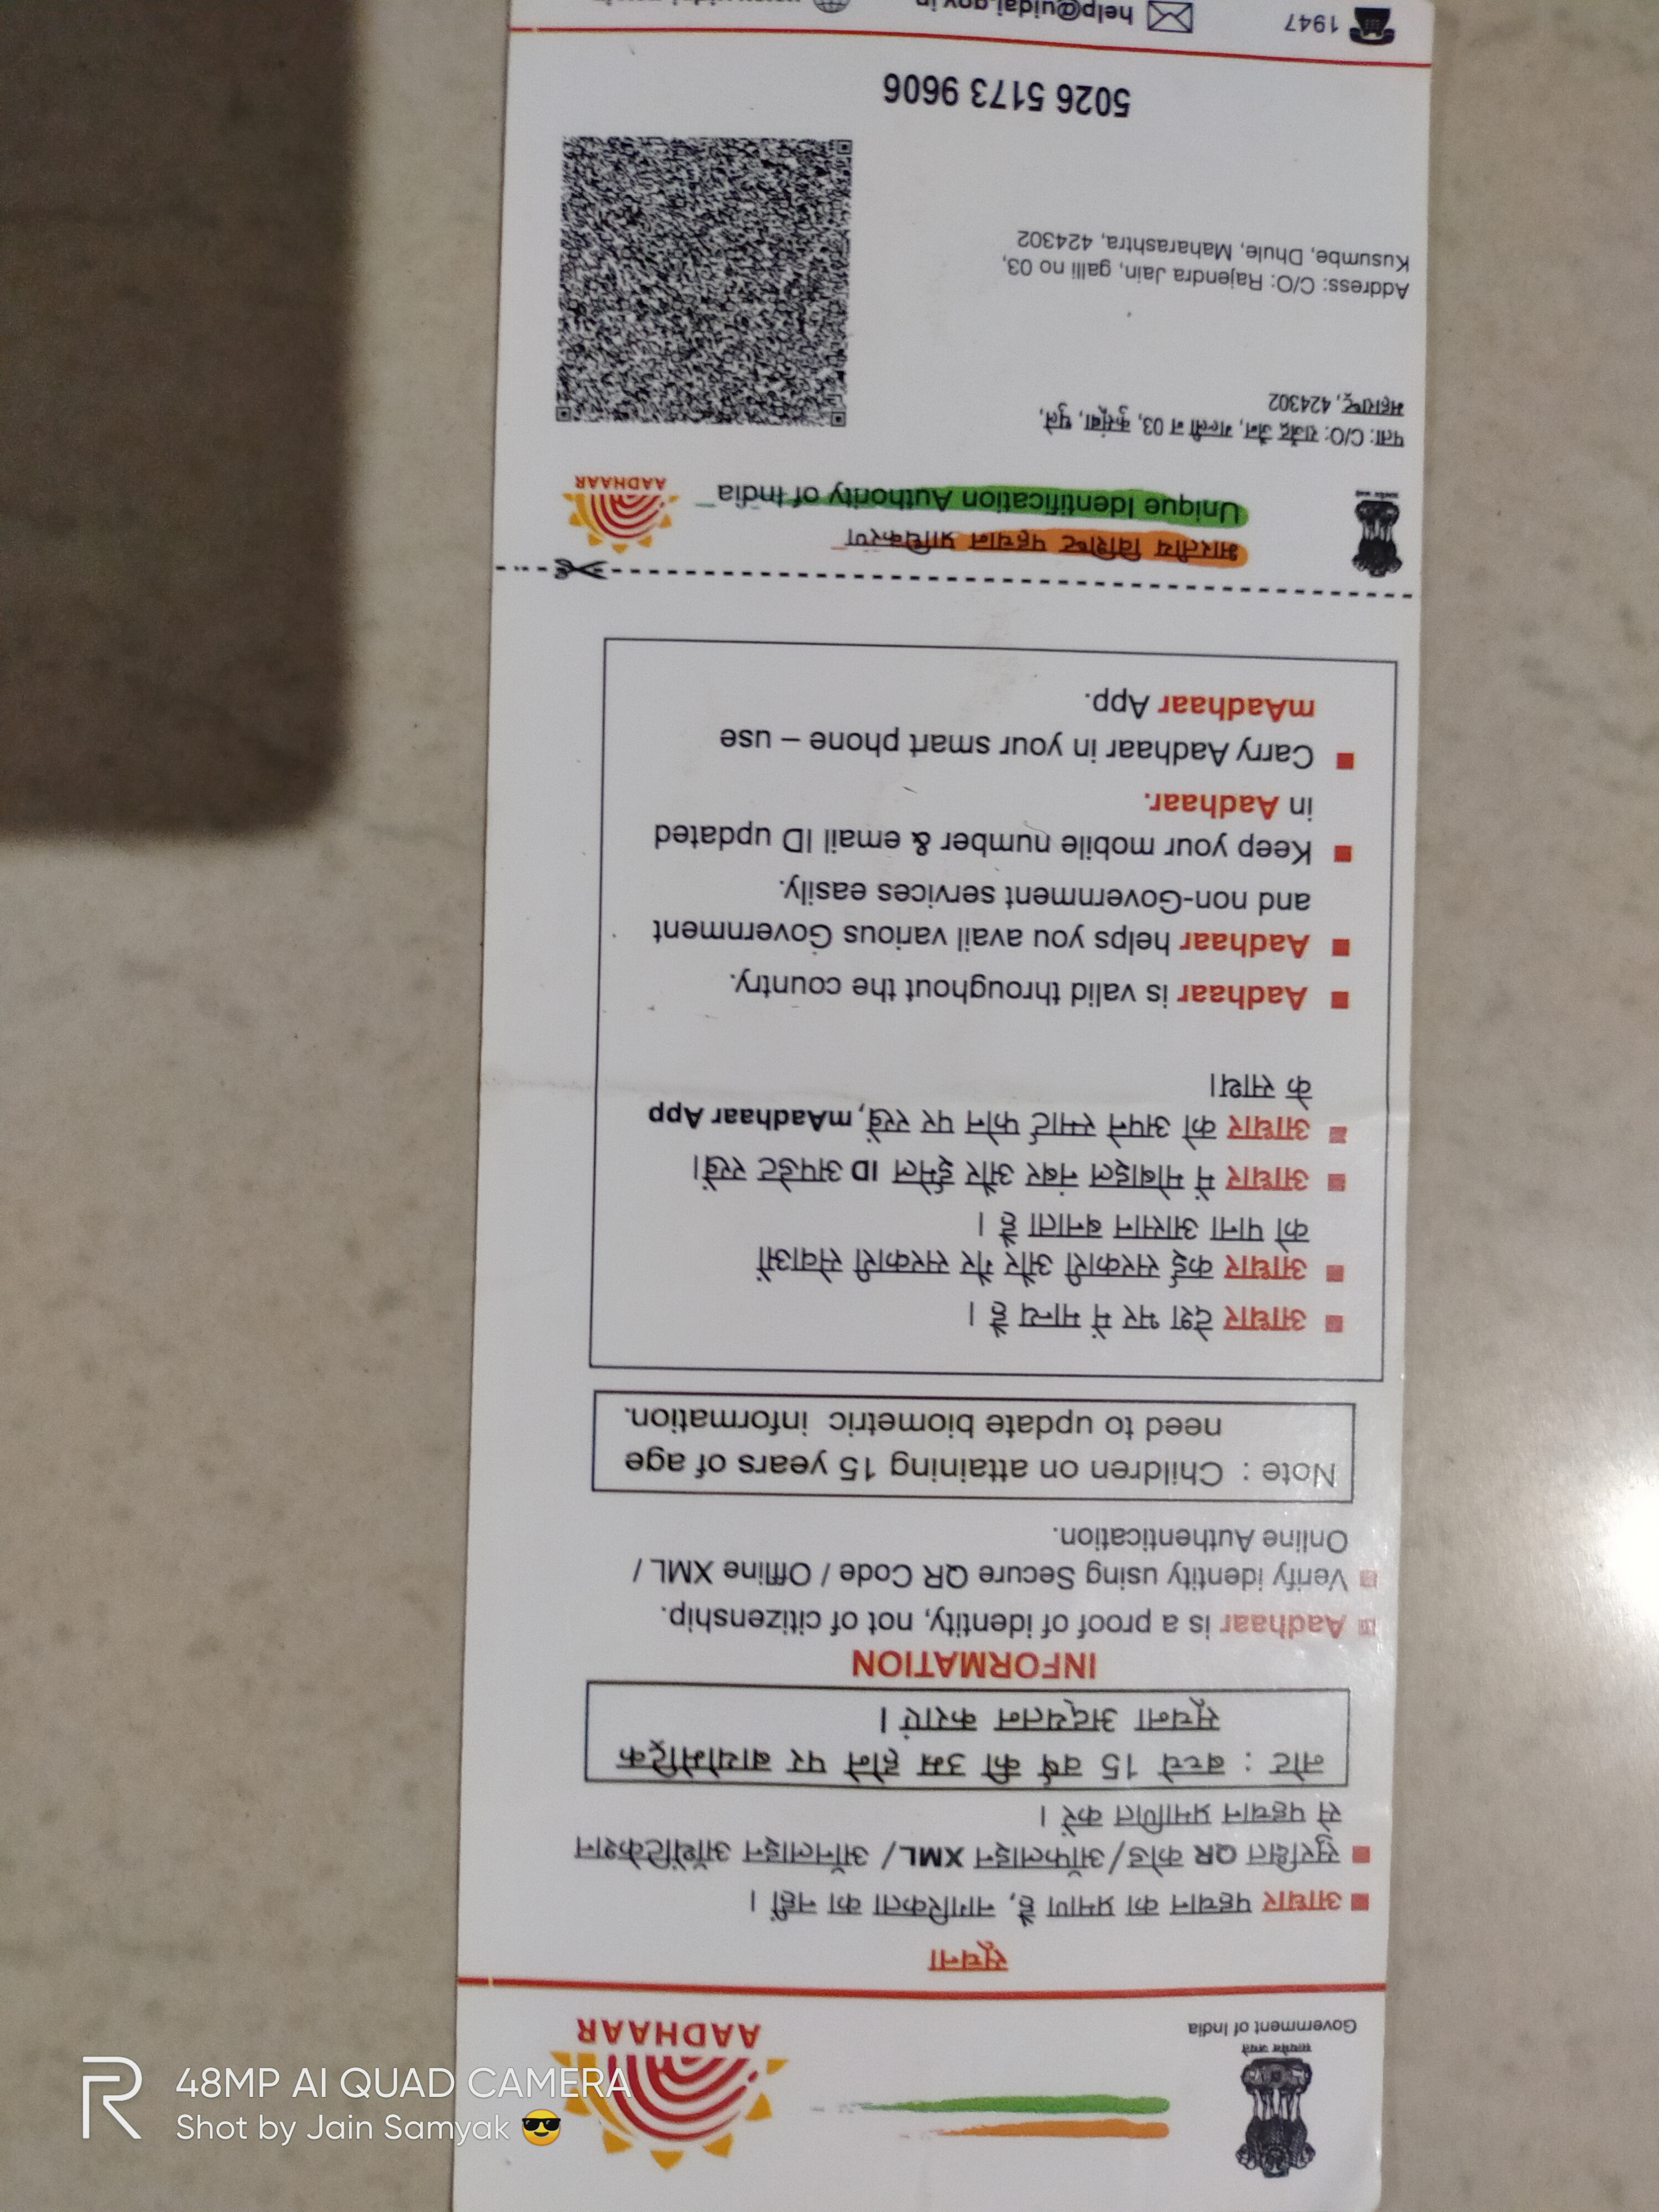 Government of India
सत्यमेव जयते
AADHAAR
सूचना
आधार पहचान का प्रमाण है, नागरिकता का नहीं ।
सुरक्षित QR कोड/ऑफलाइन XML / ऑनलाइन ऑथेंटिकेशन
से पहचान प्रमाणित करें ।
नोट : बच्चे 15 वर्ष की उम्र होने पर बायोमेट्रिक
सूचना अद्यतन कराएं ।
INFORMATION
Aadhaar is a proof of identity, not of citizenship.
Verify identity using Secure QR Code / Offline XML /
Online Authentication.
Note : Children on attaining 15 years of age
need to update biometric information.
आधार देश भर में मान्य है ।
आधार कई सरकारी और गैर सरकारी सेवाओं
को पाना आसान बनाता है ।
आधार में मोबाइल नंबर और ईमेल ID अपडेट रखें।
आधार को अपने स्मार्ट फोन पर रखें, mAadhaar App
के साथ।
Aadhaar is valid throughout the country.
Aadhaar helps you avail various Government
and non-Government services easily.
Keep your mobile number & email ID updated
in Aadhaar.
Carry Aadhaar in your smart phone – use
mAadhaar App.
भारतीय विशिष्ट पहचान प्राधिकरण
Unique Identification Authority of India
AADHAAR
पता: C/O: राजेंद्र जैन, गल्ली न 03, कुसूंबा, धुले,
महाराष्ट्र, 424302
Address: C/O: Rajendra Jain, galli no 03,
Kusumbe, Dhule, Maharashtra, 424302
5026 5173 9606
1947
help@uidai.gov.in
48MP AI QUAD CAMERA
Shot by Jain Samyak 😎